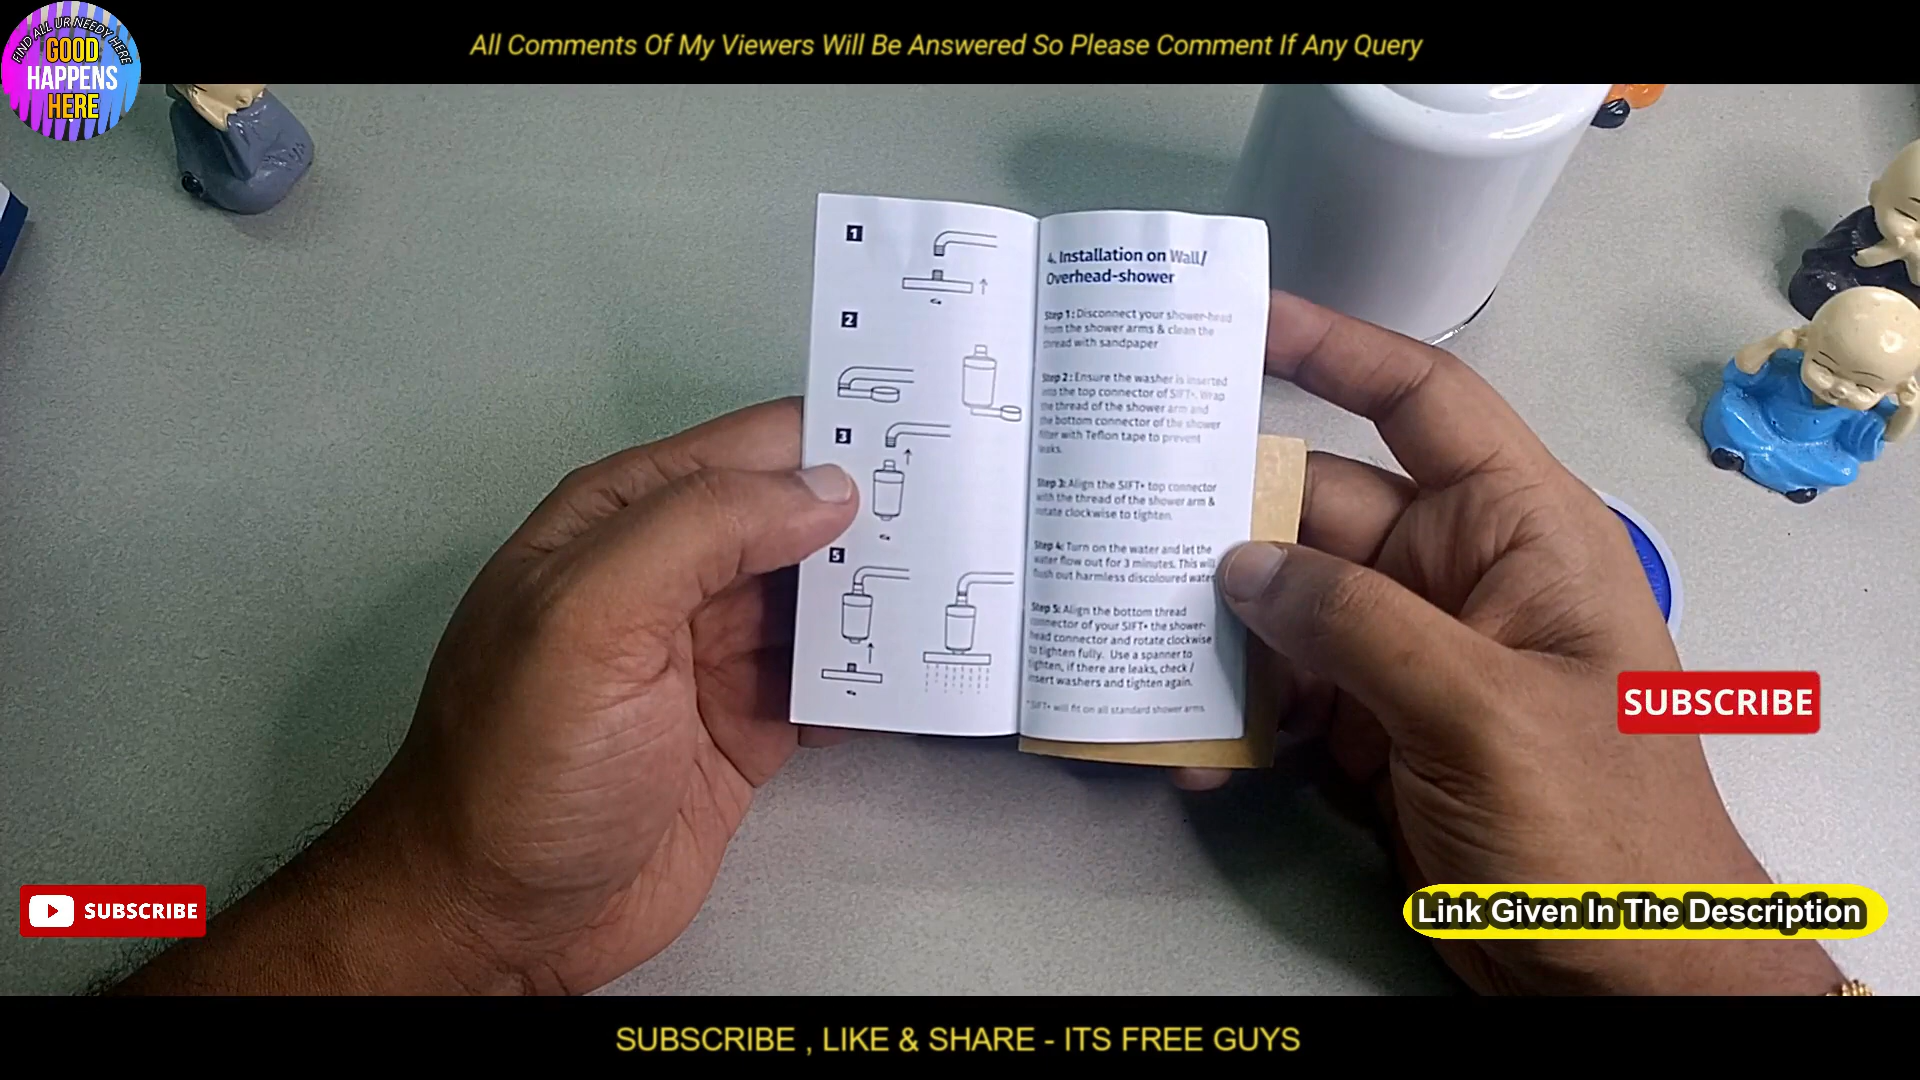 FIND ALL UR NEEDY HERE
GOOD
HAPPENS
HERE
All Comments Of My Viewers Will Be Answered So Please Comment If Any Query
1
2
3
5
4. Installation on Wall/
Overhead-shower
Step 1: Disconnect your shower-head
from the shower arms & clean the
thread with sandpaper
Step 2: Ensure the washer is inserted
into the top connector of SIFT+. Wrap
the thread of the shower arm and
the bottom connector of the shower
filter with Teflon tape to prevent
leaks.
Step 3: Align the SIFT+ top connector
with the thread of the shower arm &
rotate clockwise to tighten.
Step 4: Turn on the water and let the
water flow out for 3 minutes. This will
flush out harmless discoloured water
Step 5: Align the bottom thread
connector of your SIFT+ the shower-
head connector and rotate clockwise
to tighten fully. Use a spanner to
tighten, if there are leaks, check /
insert washers and tighten again.
*SIFT+ will fit on all standard shower arms.
SUBSCRIBE
SUBSCRIBE
Link Given In The Description
SUBSCRIBE , LIKE & SHARE - ITS FREE GUYS